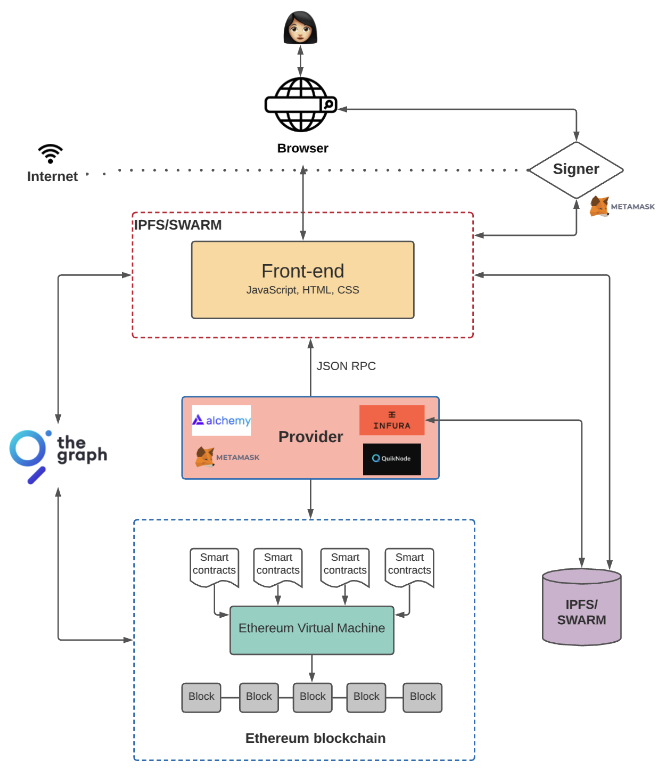 Browser
Internet
Signer
METAMASK
IPFS/SWARM
Front-end
JavaScript, HTML, CSS
JSON RPC
alchemy
INFURA
Provider
METAMASK
QuikNode
the
graph
Smart
contracts
Smart
contracts
Smart
contracts
Smart
contracts
Ethereum Virtual Machine
IPFS/
SWARM
Block
Block
Block
Block
Block
Ethereum blockchain